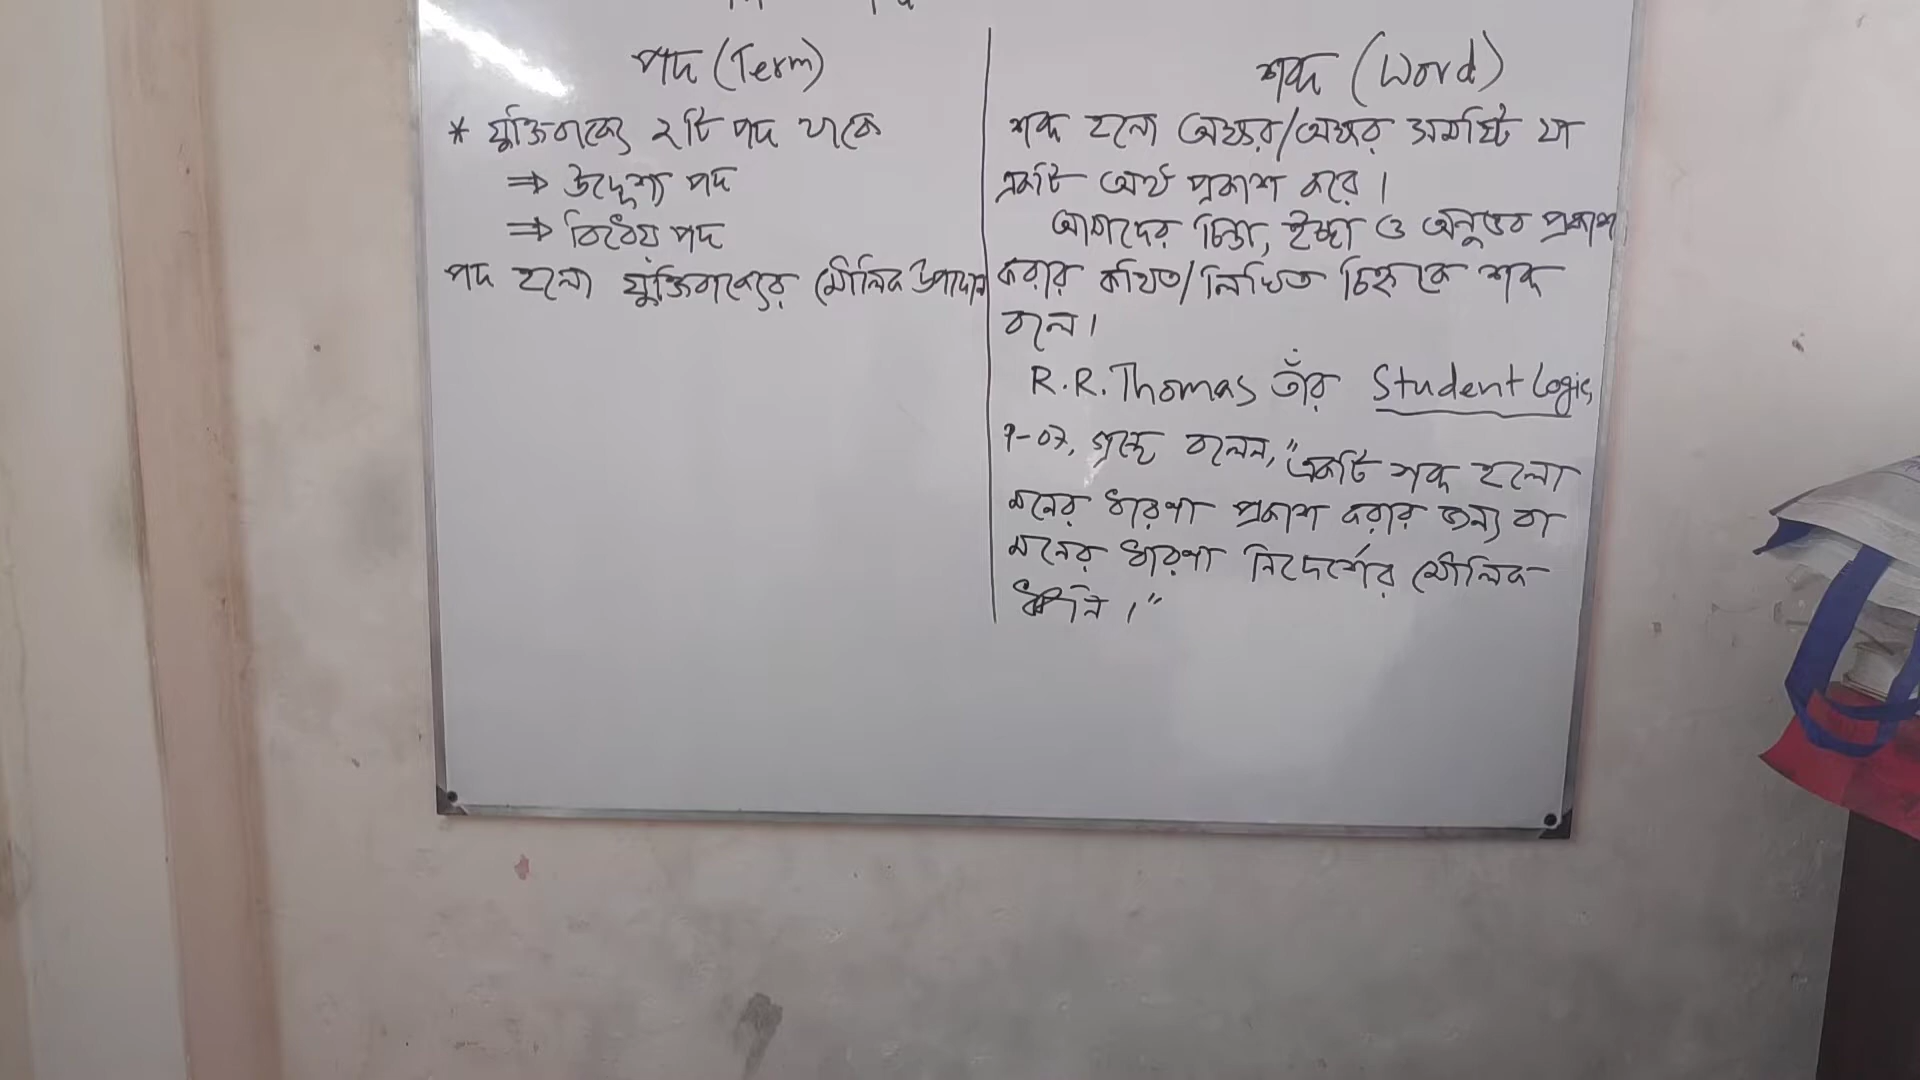 পদ (Term)
* যুক্তিবাক্যে ২টি পদ থাকে
⇒ উদ্দেশ্য পদ
⇒ বিধেয় পদ
পদ হলো যুক্তিবাক্যের মৌলিক উপাদান
শব্দ (Word)
শব্দ হলো অক্ষর/অক্ষর সমষ্টি যা
একটি অর্থ প্রকাশ করে।
আমাদের চিন্তা, ইচ্ছা ও অনুভব প্রকাশ
করার কথিত/লিখিত চিহ্নকে শব্দ
বলে।
R.R. Thomas তাঁর Student Logic,
P-07, গ্রন্থে বলেন, "একটি শব্দ হলো
মনের ধারণা প্রকাশ করার জন্য বা
মনের ধারণা নিদের্শের মৌলিক
ধ্বনি।"